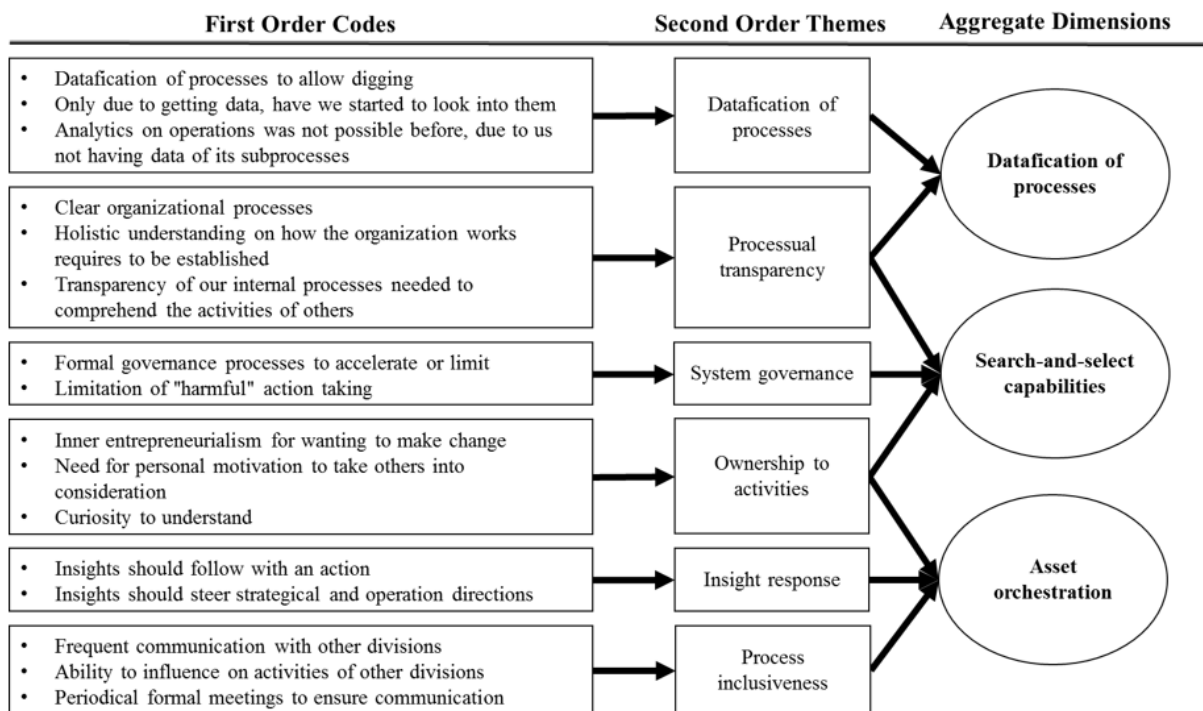 First Order Codes
Second Order Themes
Aggregate Dimensions
• Datafication of processes to allow digging
• Only due to getting data, have we started to look into them
• Analytics on operations was not possible before, due to us
not having data of its subprocesses
Datafication of
processes
Datafication of
processes
• Clear organizational processes
• Holistic understanding on how the organization works
requires to be established
• Transparency of our internal processes needed to
comprehend the activities of others
Processual
transparency
• Formal governance processes to accelerate or limit
• Limitation of "harmful" action taking
System governance
Search-and-select
capabilities
• Inner entrepreneurialism for wanting to make change
• Need for personal motivation to take others into
consideration
• Curiosity to understand
Ownership to
activities
• Insights should follow with an action
• Insights should steer strategical and operation directions
Insight response
Asset
orchestration
• Frequent communication with other divisions
• Ability to influence on activities of other divisions
• Periodical formal meetings to ensure communication
Process
inclusiveness